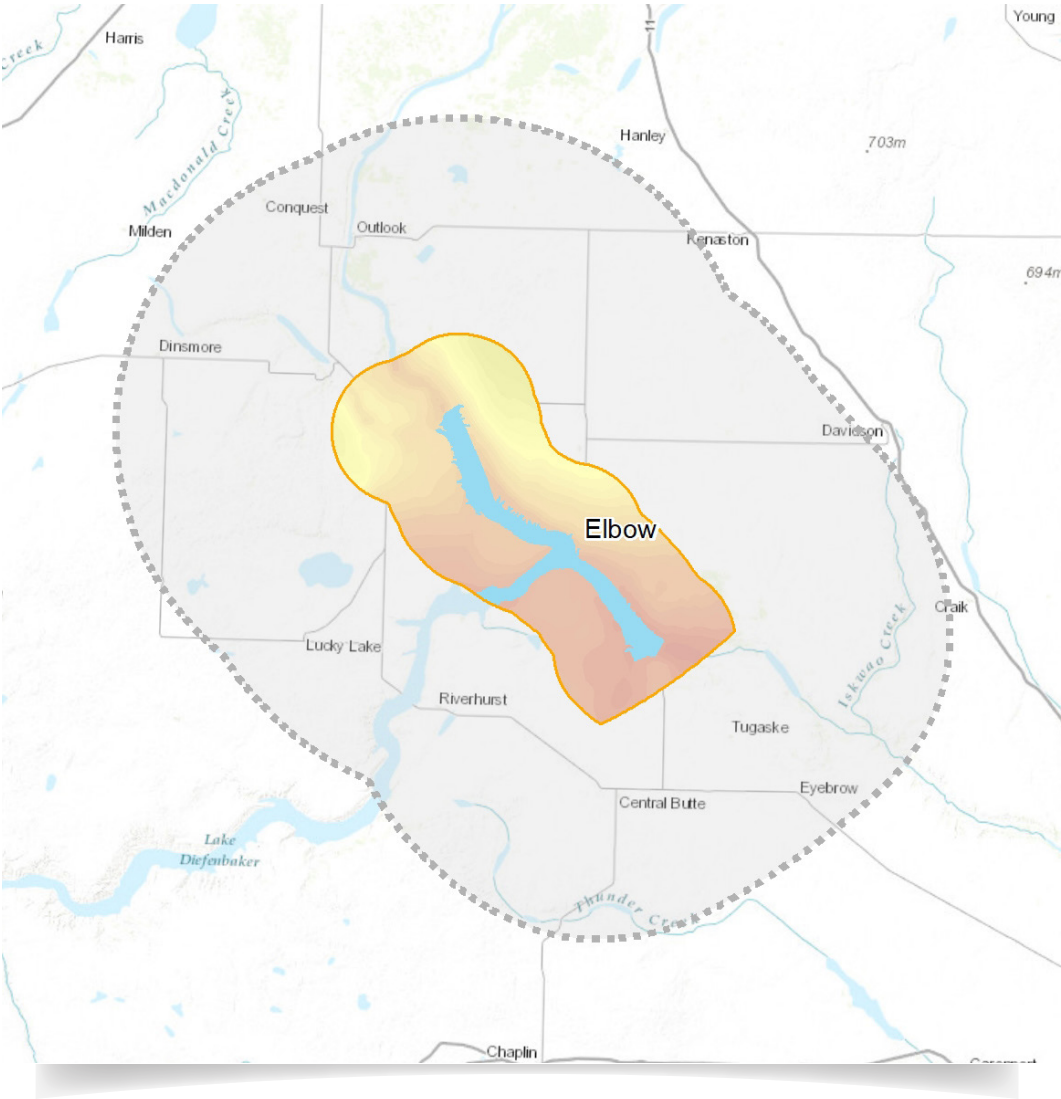 Young
Harris
Creek
11
Hanley
703m
Macdonald Creek
Conquest
Milden
Outlook
Kenaston
694m
Dinsmore
Davidson
Elbow
Craik
Lucky Lake
Iskwao Creek
Riverhurst
Tugaske
Eyebrow
Central Butte
Lake
Diefenbaker
Thunder Creek
Chaplin